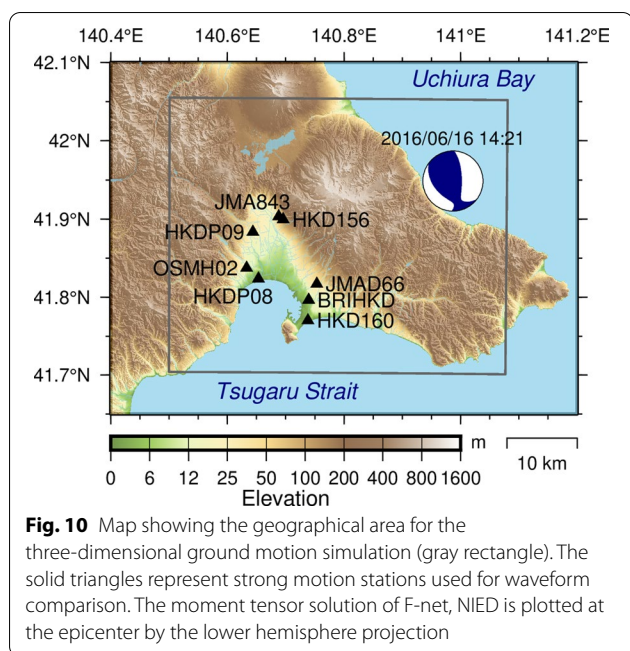 140.4°E 140.6°E 140.8°E 141°E 141.2°E
42.1°N
Uchiura Bay
42°N
2016/06/16 14:21
41.9°N
JMA843
HKD156
HKDP09
OSMH02
JMAD66
41.8°N
HKDP08
BRIHKD
HKD160
41.7°N
Tsugaru Strait
m
0 6 12 25 50 100 200 400 800 1600
10 km
Elevation
Fig. 10 Map showing the geographical area for the
three-dimensional ground motion simulation (gray rectangle). The
solid triangles represent strong motion stations used for waveform
comparison. The moment tensor solution of F-net, NIED is plotted at
the epicenter by the lower hemisphere projection